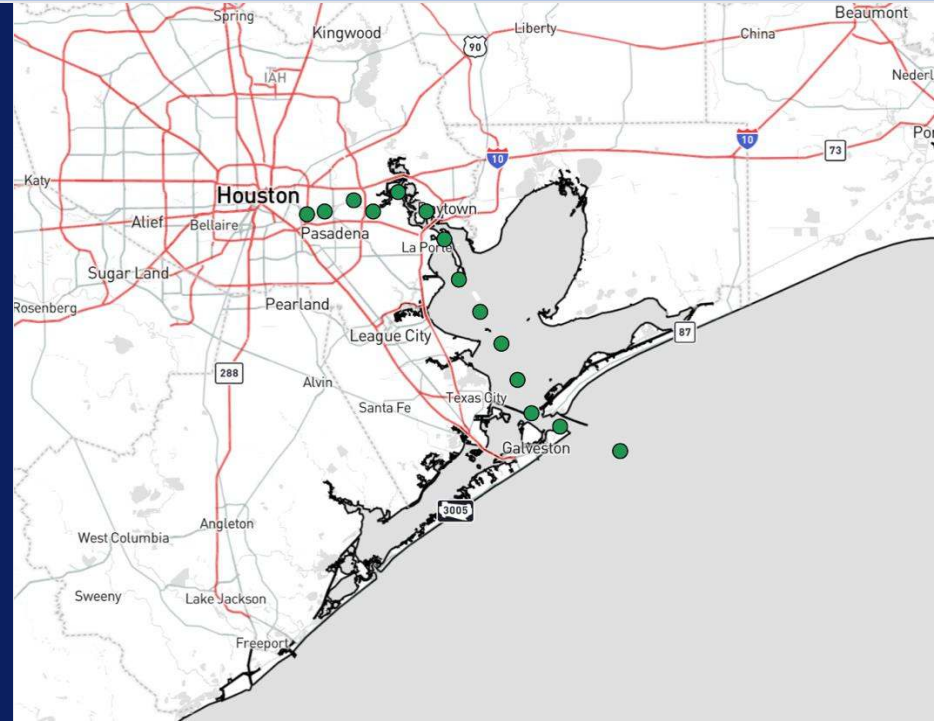 Spring
Kingwood
Liberty
China
Beaumont
90
IAH
10
10
73
Katy
Houston
Alief
Bellaire
Pasadena
La Porte
Sugar Land
Rosenberg
Pearland
League City
87
288
Alvin
Santa Fe
Texas City
Galveston
3005
Angleton
West Columbia
Sweeny
Lake Jackson
Freeport